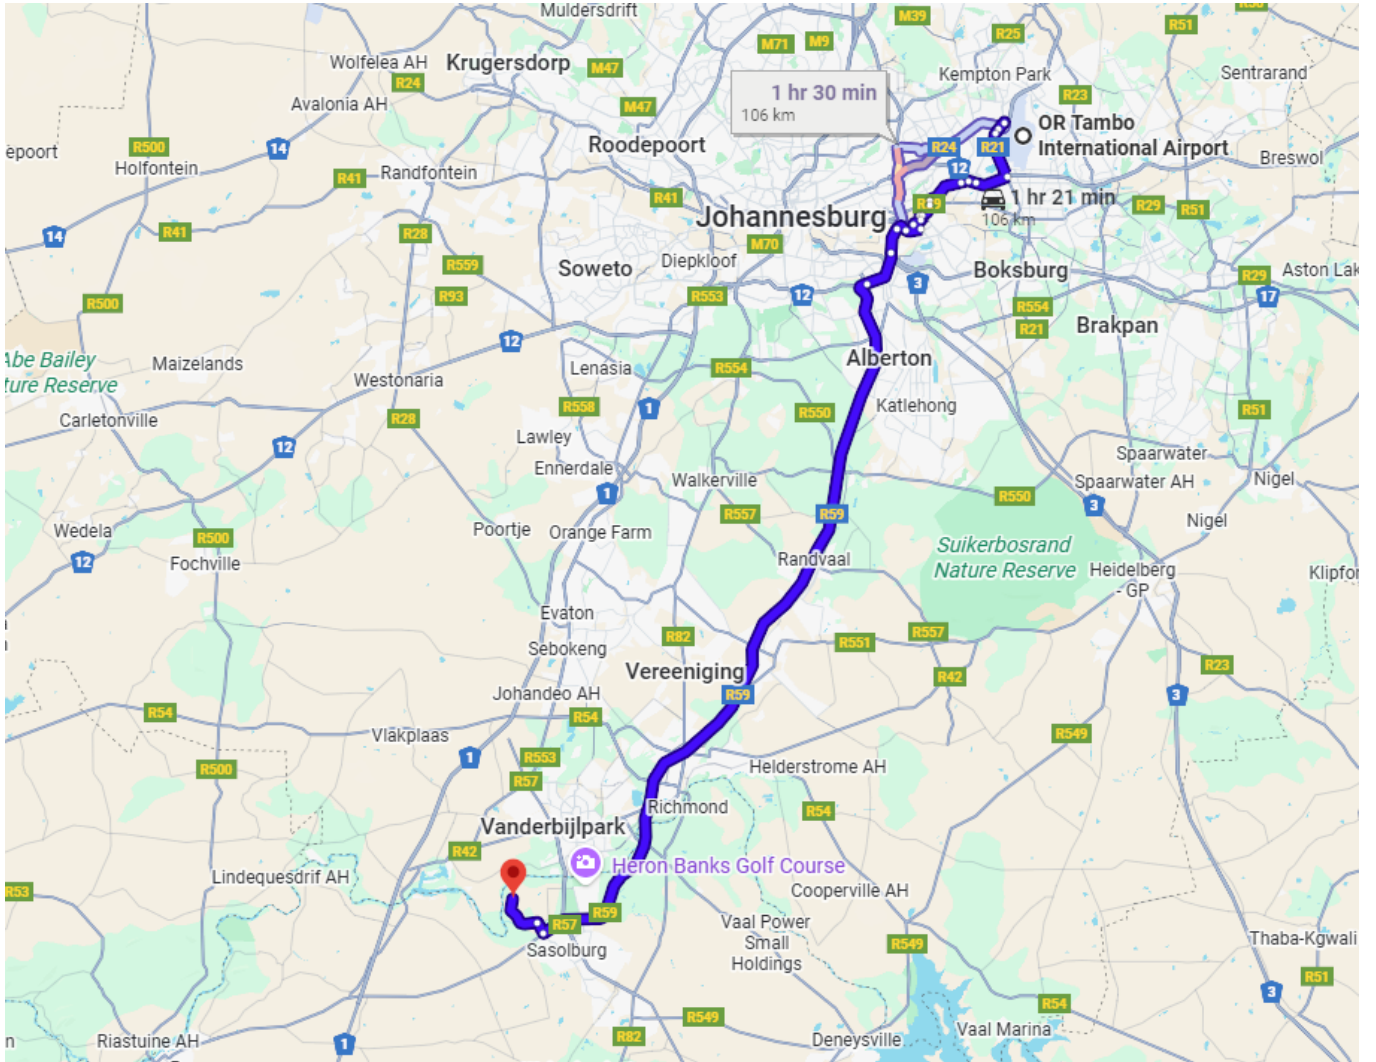 Muldersdrift
M39
R51
R25
M71
M9
Wolfelea AH
Krugersdorp
M47
R24
Kempton Park
Sentrarand
R23
Avalonia AH
M47
1 hr 30 min
106 km
OR Tambo
International Airport
epoort
R500
14
Holfontein
Roodepoort
R24
R21
Breswol
12
Randfontein
R41
R41
1 hr 21 min
106 km
R29
R51
Johannesburg
14
R41
R28
M70
Soweto
Diepkloof
R559
Boksburg
R29
Aston Lak
R93
R553
12
3
17
R500
R554
R21
Brakpan
12
Abe Bailey
ture Reserve
Maizelands
Westonaria
Lenasia
R554
Alberton
R558
1
R550
Katlehong
R51
Carletonville
R28
12
Lawley
Ennerdale
Walkerville
Spaarwater
Spaarwater AH
Nigel
1
R550
3
R557
R59
Nigel
Wedela
R500
Poortje
Orange Farm
12
Fochville
Randvaal
Suikerbosrand
Nature Reserve
Heidelberg
- GP
Klipfor
Evaton
R82
R551
R557
Sebokeng
Vereeniging
R23
R42
Johandeo AH
R59
3
R54
R54
Vlakplaas
R549
1
R553
R500
R57
Helderstrome AH
Richmond
R54
Vanderbijlpark
R42
Heron Banks Golf Course
Lindequesdrif AH
R53
Cooperville AH
R59
R57
Vaal Power
Small
Holdings
Sasolburg
R549
Thaba-Kgwali
R51
3
R549
R54
R82
Riastuine AH
1
Deneysville
Vaal Marina